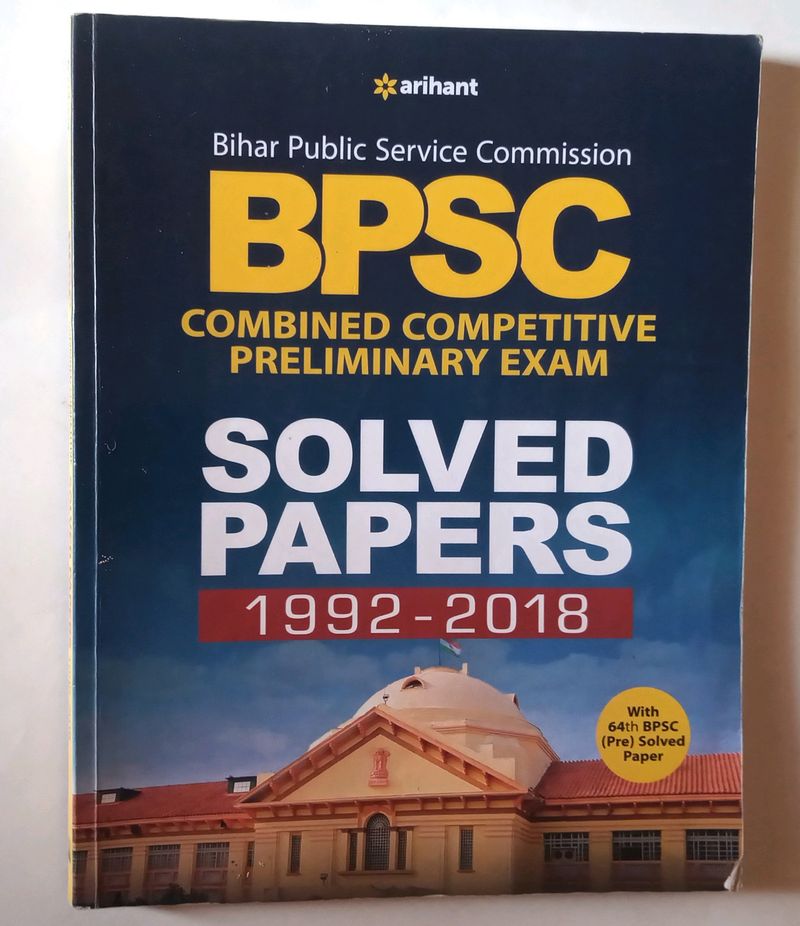 arihant
Bihar Public Service Commission
BPSC
COMBINED COMPETITIVE
PRELIMINARY EXAM
SOLVED
PAPERS
1992-2018
With
64th BPSC
(Pre) Solved
Paper